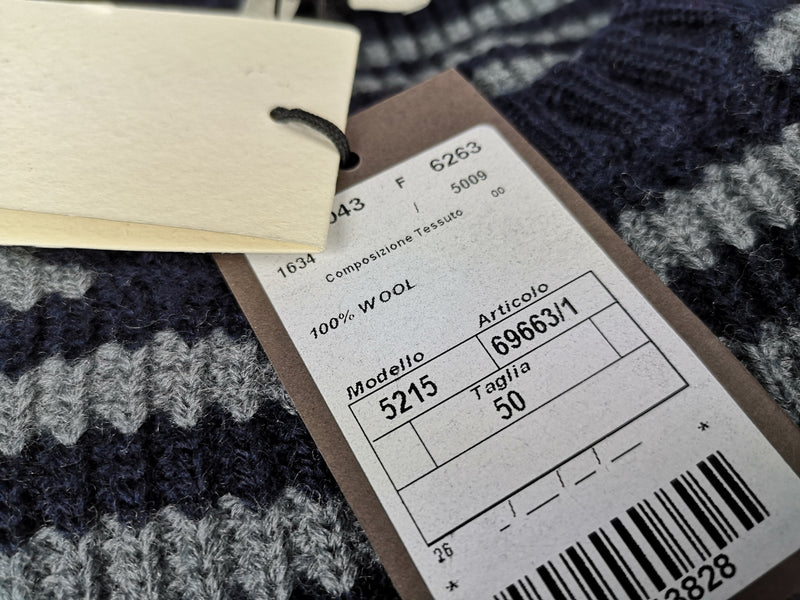 043 F 6263
1634 / 5009 00
Composizione Tessuto
100% WOOL
Modello Articolo
5215 69663/1
Taglia
50
26
* *
3828